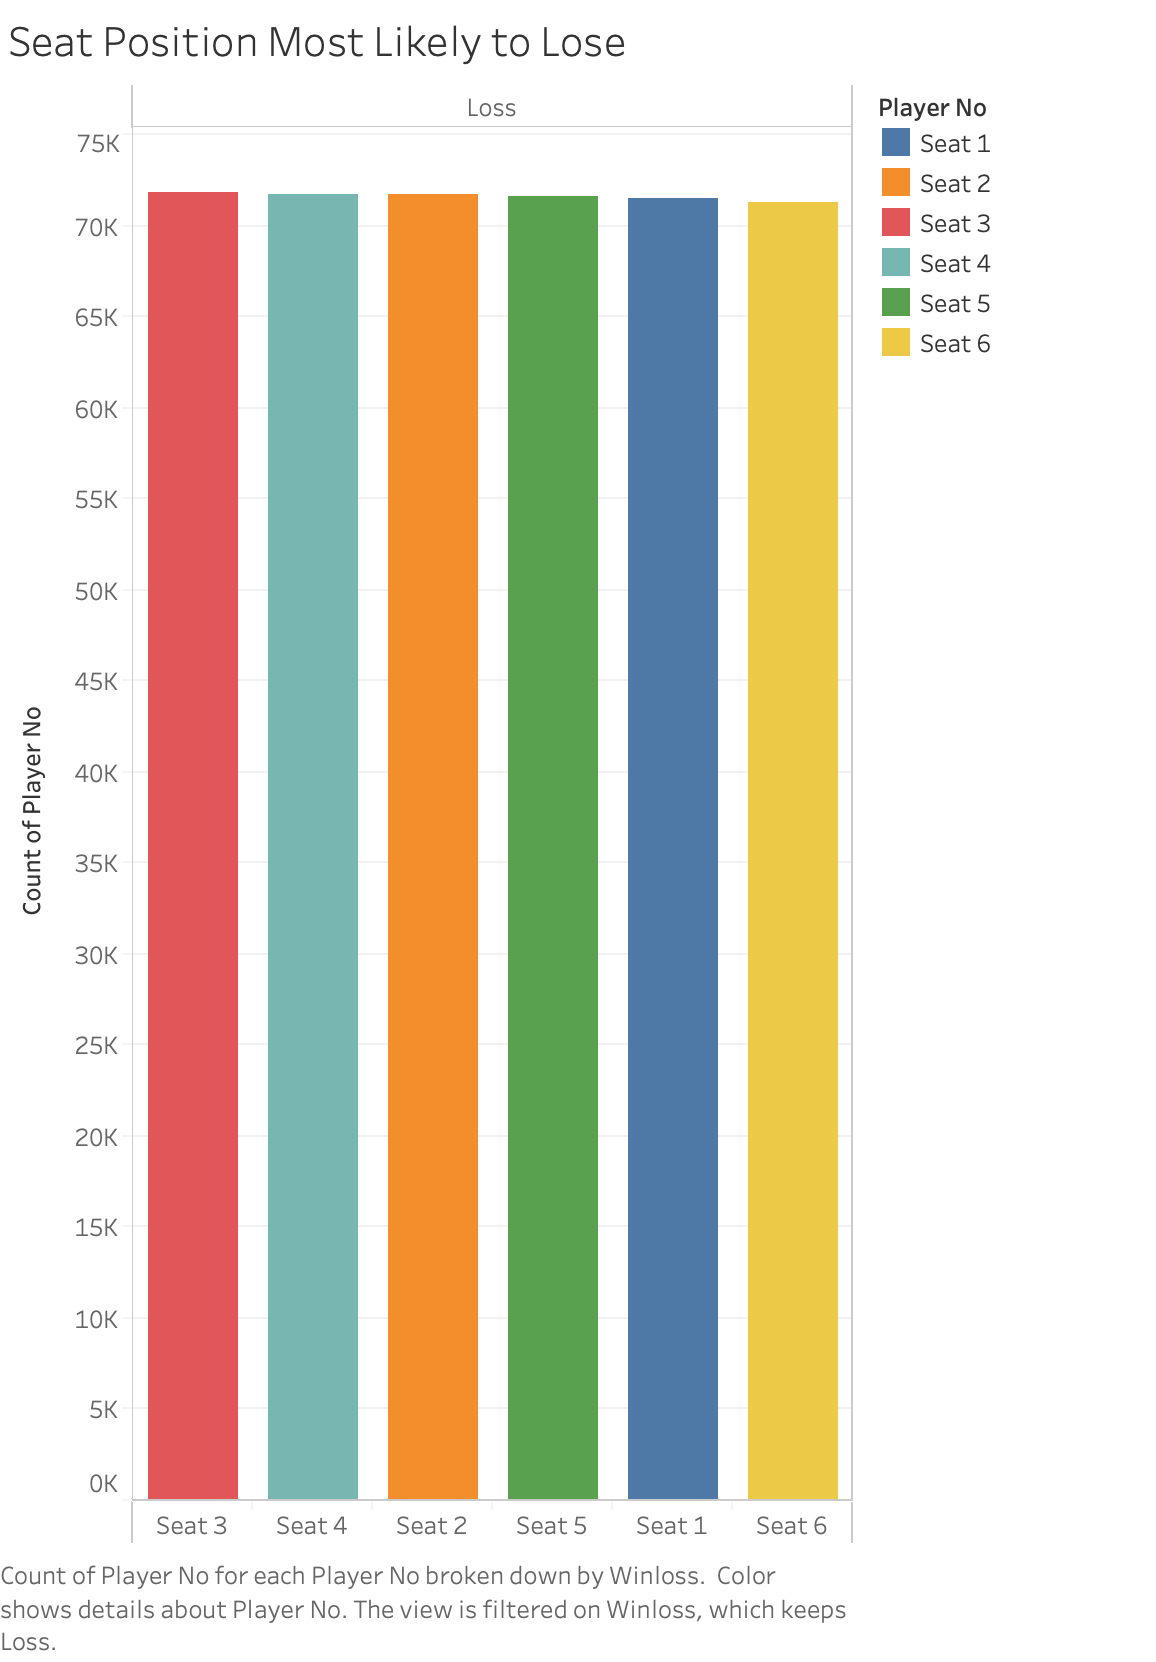 Seat Position Most Likely to Lose
Loss
Player No
Seat 1
Seat 2
Seat 3
Seat 4
Seat 5
Seat 6
75K
70K
65K
60K
55K
50K
45K
40K
35K
30K
25K
20K
15K
10K
5K
0K
Count of Player No
Seat 3 Seat 4 Seat 2 Seat 5 Seat 1 Seat 6
Count of Player No for each Player No broken down by Winloss.  Color
shows details about Player No. The view is filtered on Winloss, which keeps
Loss.